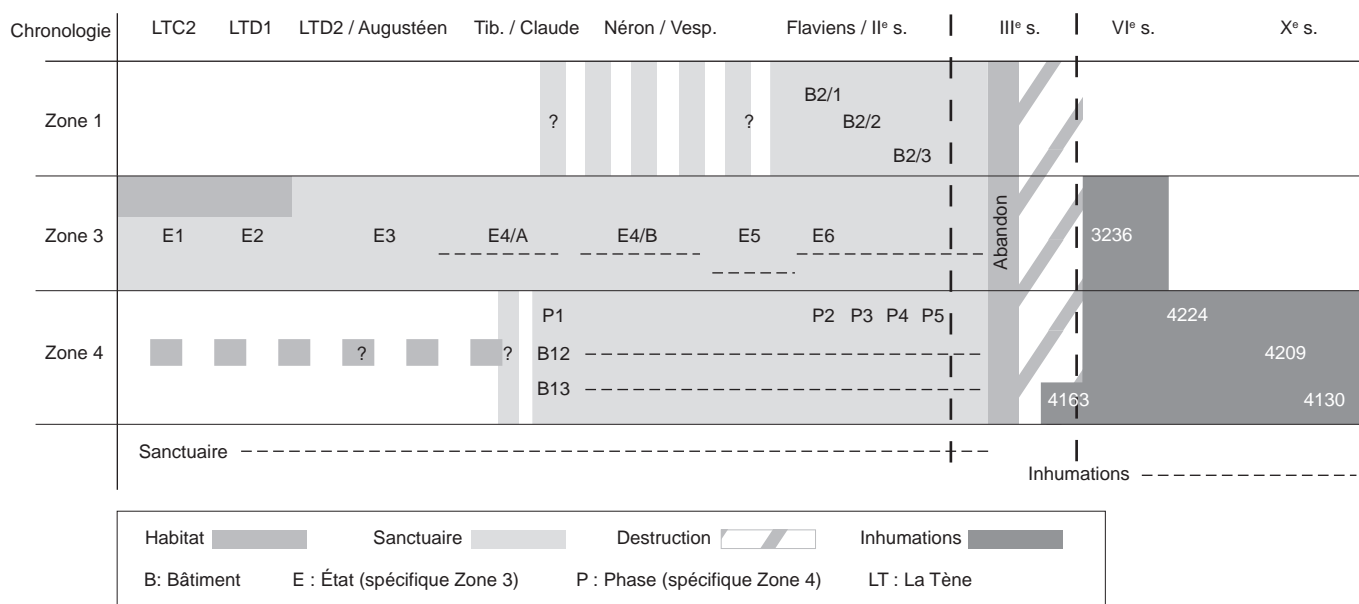 Chronologie LTC2 LTD1 LTD2 / Augustéen Tib. / Claude Néron / Vesp. Flaviens / IIᵉ s. IIIᵉ s. VIᵉ s. Xᵉ s.
B2/1
Zone 1 ? ? B2/2
B2/3
Abandon
Zone 3 E1 E2 E3 E4/A E4/B E5 E6 3236
P1 P2 P3 P4 P5 4224
Zone 4 ? ? B12 4209
B13 4163 4130
Sanctuaire
Inhumations
Habitat Sanctuaire Destruction Inhumations
B: Bâtiment E : État (spécifique Zone 3) P : Phase (spécifique Zone 4) LT : La Tène